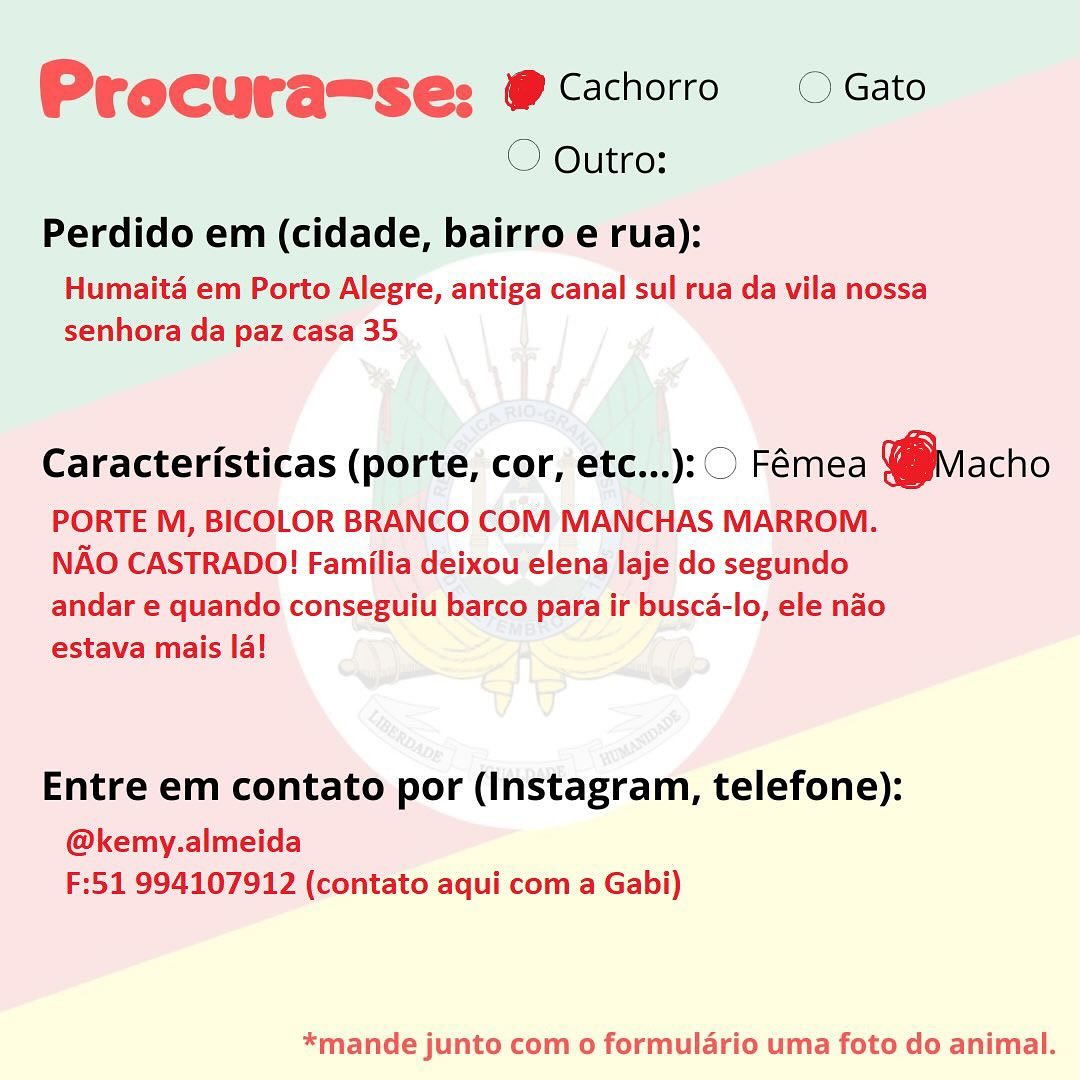 Procura-se: Cachorro Gato
Outro:
Perdido em (cidade, bairro e rua):
Humaitá em Porto Alegre, antiga canal sul rua da vila nossa
senhora da paz casa 35
Características (porte, cor, etc...): Fêmea Macho
PORTE M, BICOLOR BRANCO COM MANCHAS MARROM.
NÃO CASTRADO! Família deixou elena laje do segundo
andar e quando conseguiu barco para ir buscá-lo, ele não
estava mais lá!
LIBERDADE IGUALDADE HUMANIDADE
Entre em contato por (Instagram, telefone):
@kemy.almeida
F:51 994107912 (contato aqui com a Gabi)
*mande junto com o formulário uma foto do animal.